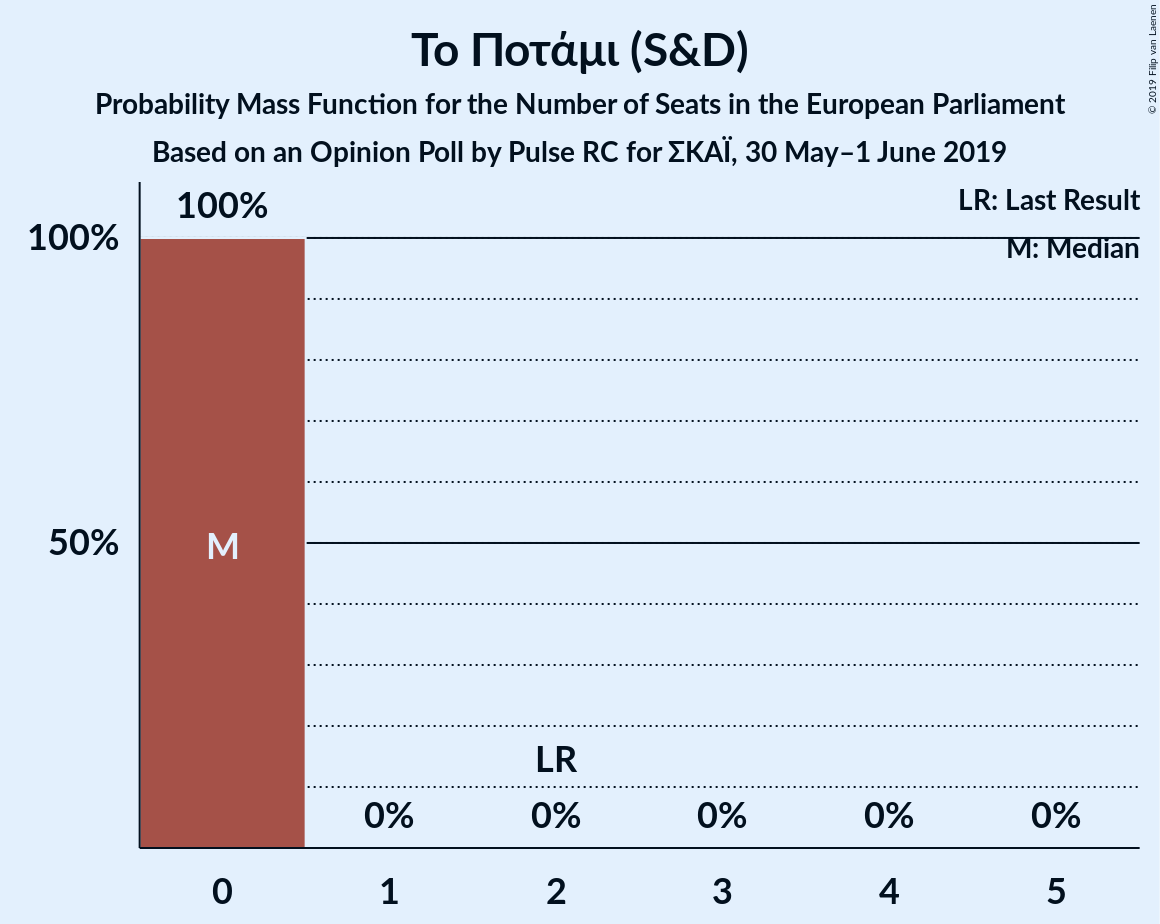 Το Ποτάμι (S&D)
Probability Mass Function for the Number of Seats in the European Parliament
Based on an Opinion Poll by Pulse RC for ΣΚΑΪ, 30 May–1 June 2019
© 2019 Filip van Laenen
LR: Last Result
M: Median
100%
100%
50%
M
LR
0% 0% 0% 0% 0%
0 1 2 3 4 5